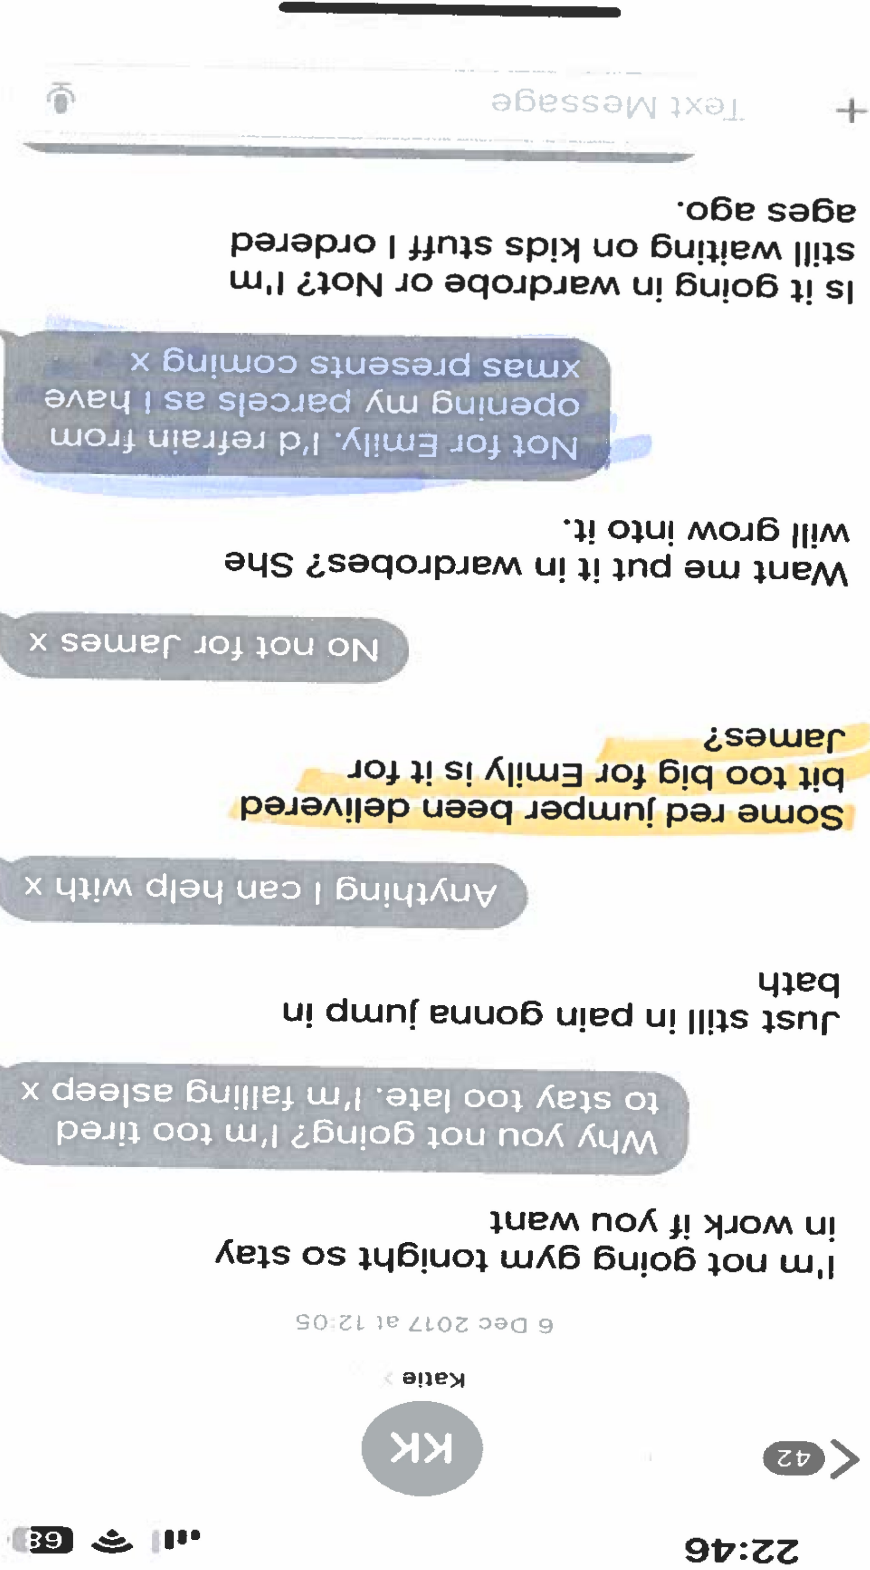 22:46
68
42
KK
Katie
6 Dec 2017 at 12:05
I'm not going gym tonight so stay
in work if you want
Why you not going? I'm too tired
to stay too late. I'm falling asleep x
Just still in pain gonna jump in
bath
Anything I can help with x
Some red jumper been delivered
bit too big for Emily is it for
James?
No not for James x
Want me put it in wardrobes? She
will grow into it.
Not for Emily. I'd refrain from
opening my parcels as I have
xmas presents coming x
Is it going in wardrobe or Not? I'm
still waiting on kids stuff I ordered
ages ago.
Text Message